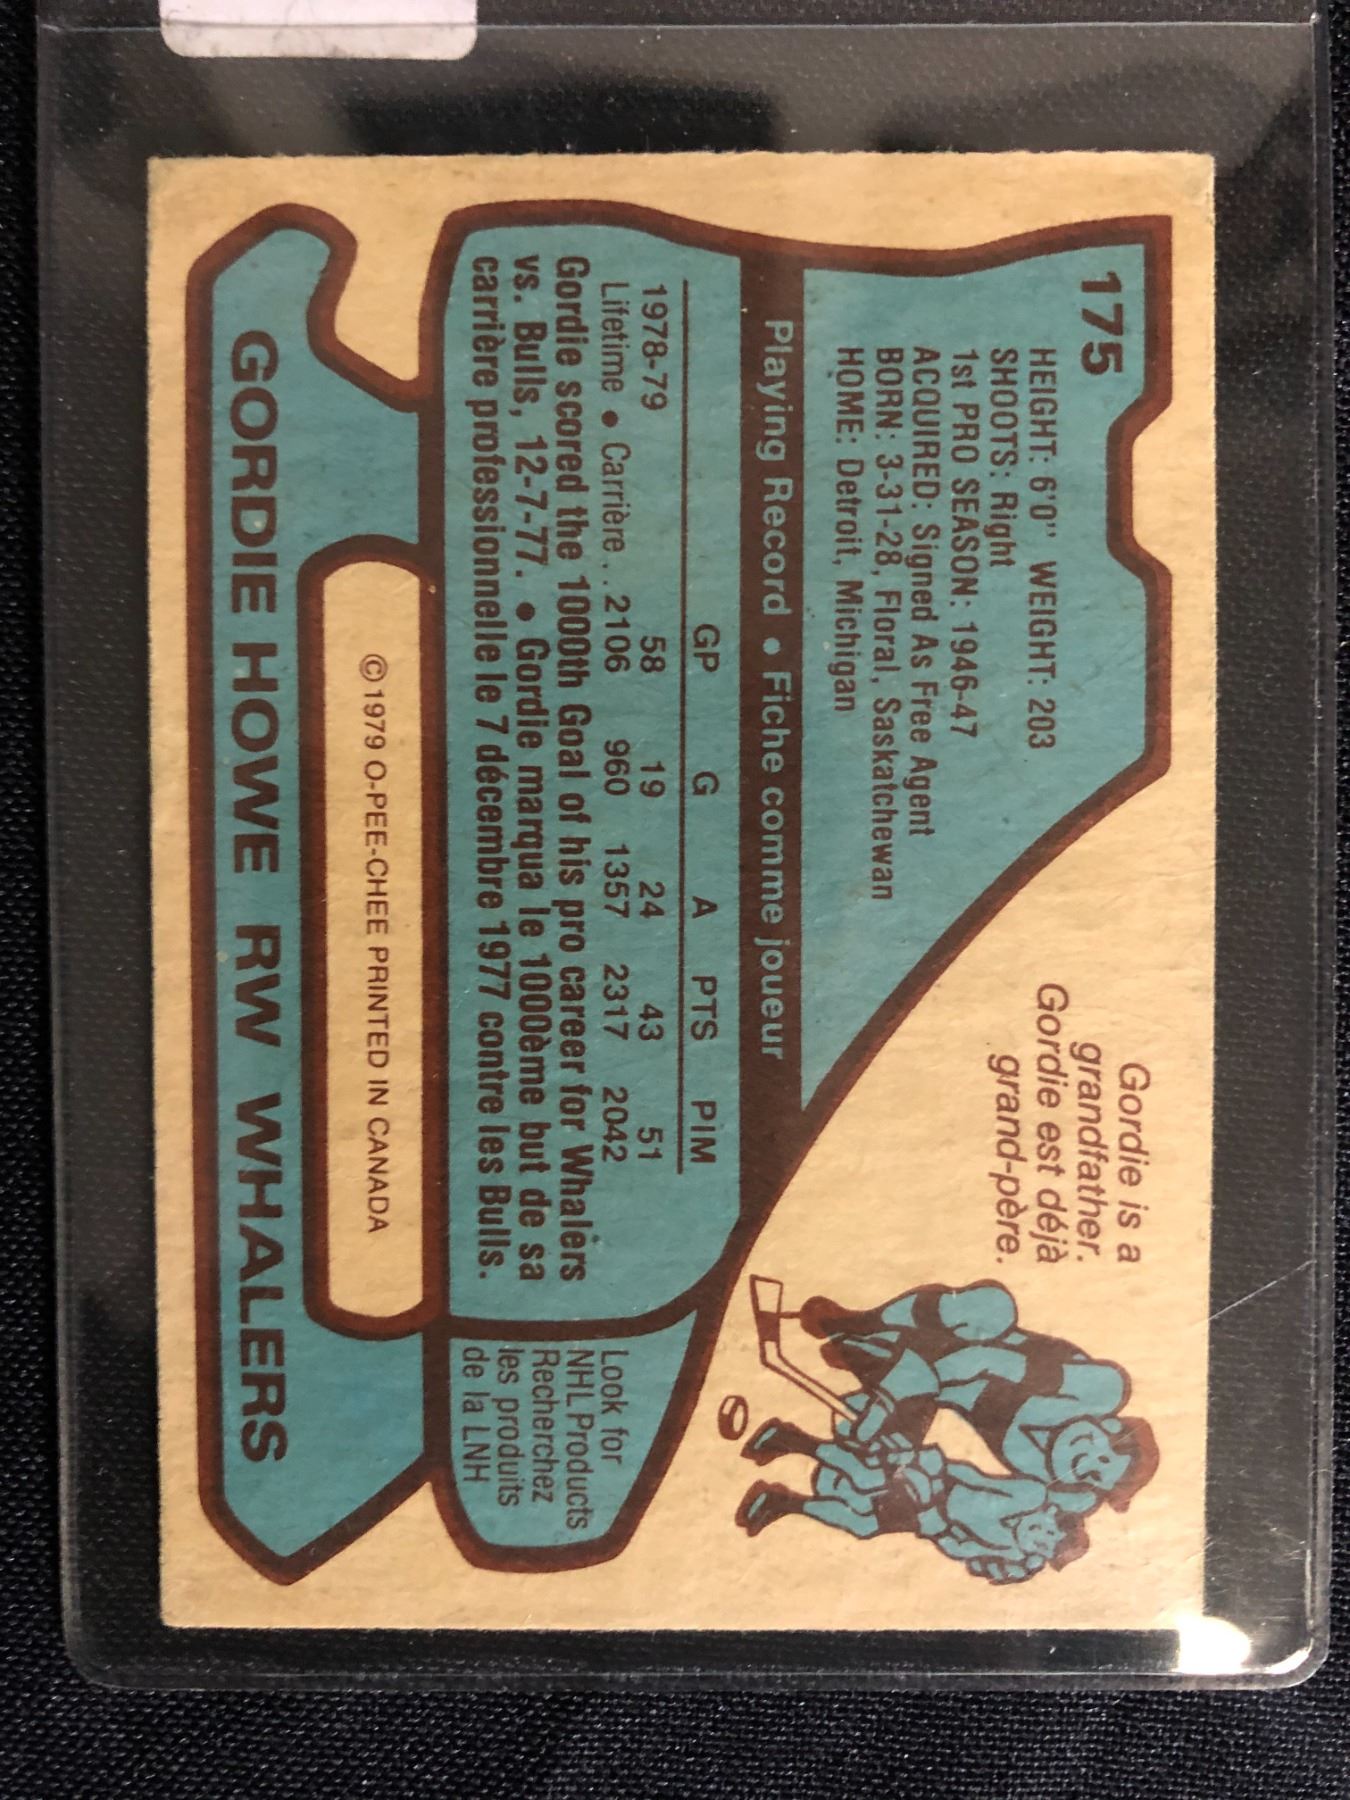 175
HEIGHT: 6'0" WEIGHT: 203
SHOOTS: Right
1st PRO SEASON: 1946-47
ACQUIRED: Signed As Free Agent
BORN: 3-31-28, Floral, Saskatchewan
HOME: Detroit, Michigan
Gordie is a
grandfather.
Gordie est déjà
grand-père.
Playing Record • Fiche comme joueur
GP G A PTS PIM
1978-79 58 19 24 43 51
Lifetime • Carrière .. 2106 960 1357 2317 2042
Gordie scored the 1000th Goal of his pro career for Whalers
vs. Bulls, 12-7-77. • Gordie marqua le 1000ème but de sa
carrière professionnelle le 7 décembre 1977 contre les Bulls.
Look for
NHL Products
Recherchez
les produits
de la LNH
©1979 O-PEE-CHEE PRINTED IN CANADA
GORDIE HOWE RW WHALERS